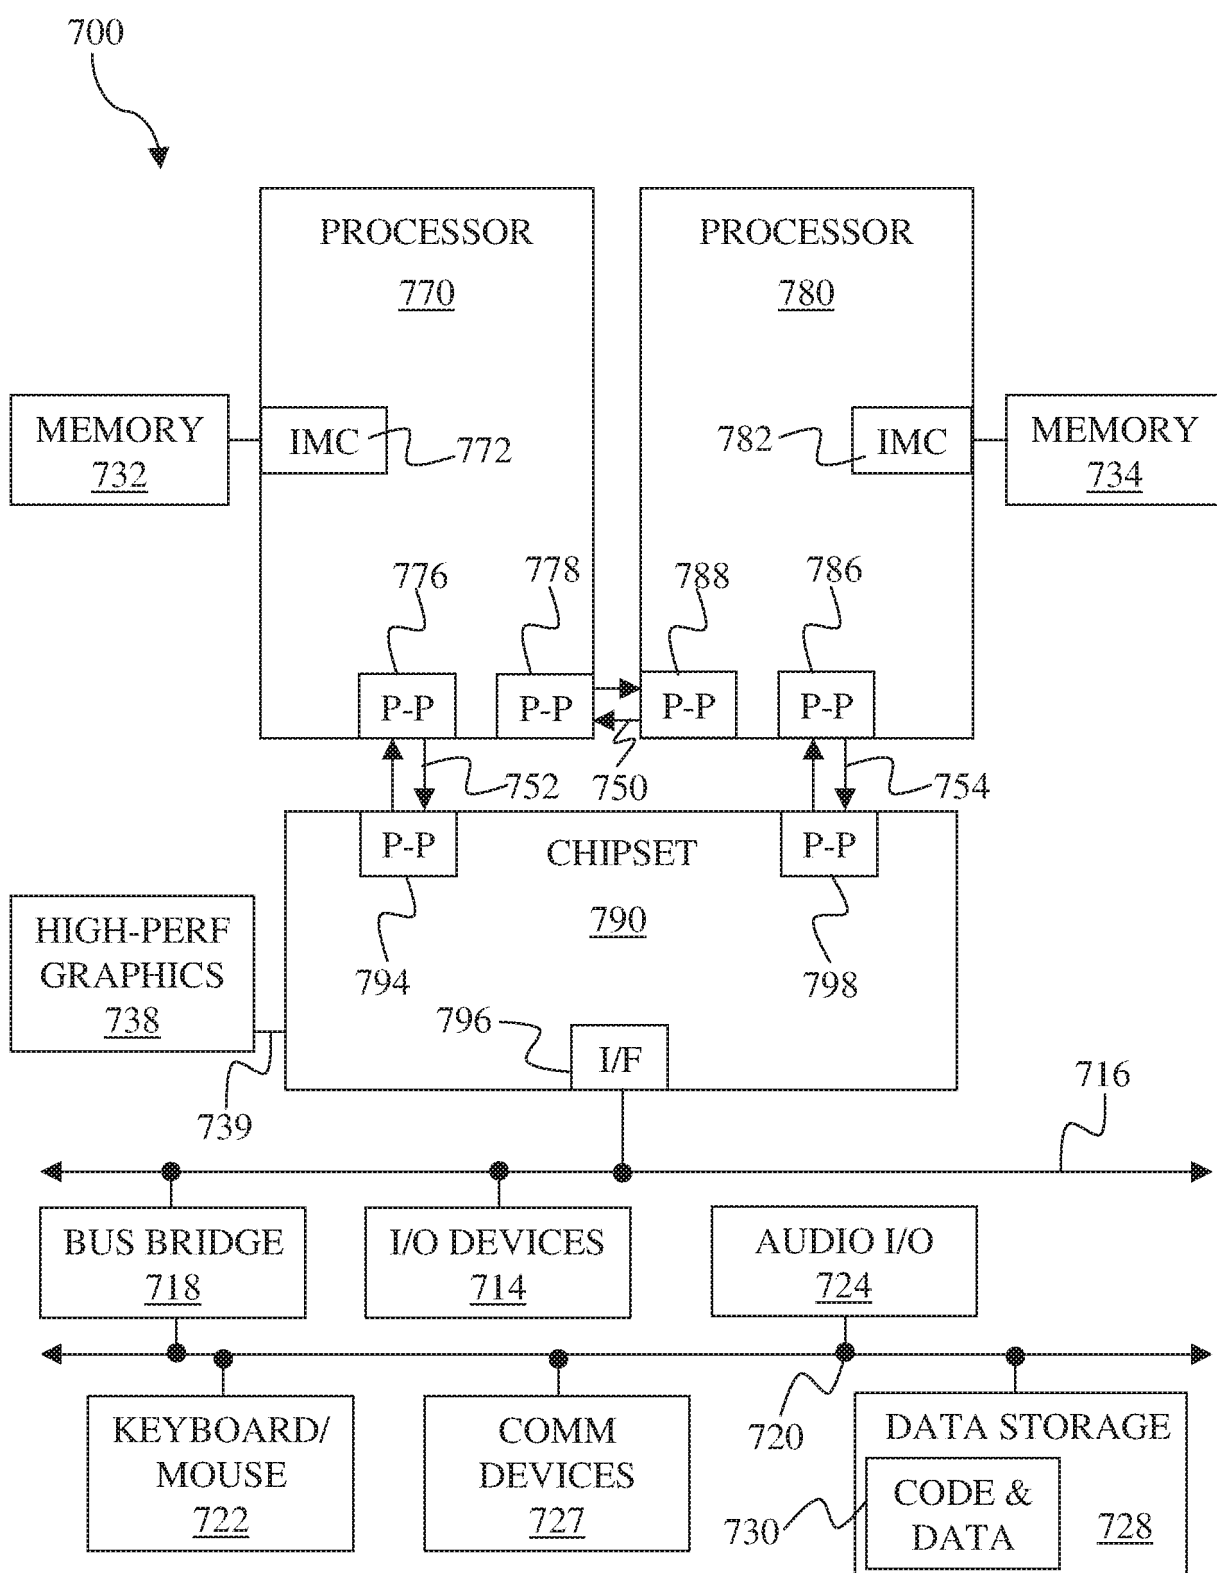 700
PROCESSOR
770
PROCESSOR
780
MEMORY
732
IMC
772
782
IMC
MEMORY
734
776
778
788
786
P-P
P-P
P-P
P-P
752
750
754
P-P
CHIPSET
790
P-P
794
798
HIGH-PERF
GRAPHICS
738
739
796
I/F
716
BUS BRIDGE
718
I/O DEVICES
714
AUDIO I/O
724
720
KEYBOARD/
MOUSE
722
COMM
DEVICES
727
DATA STORAGE
728
730
CODE &
DATA